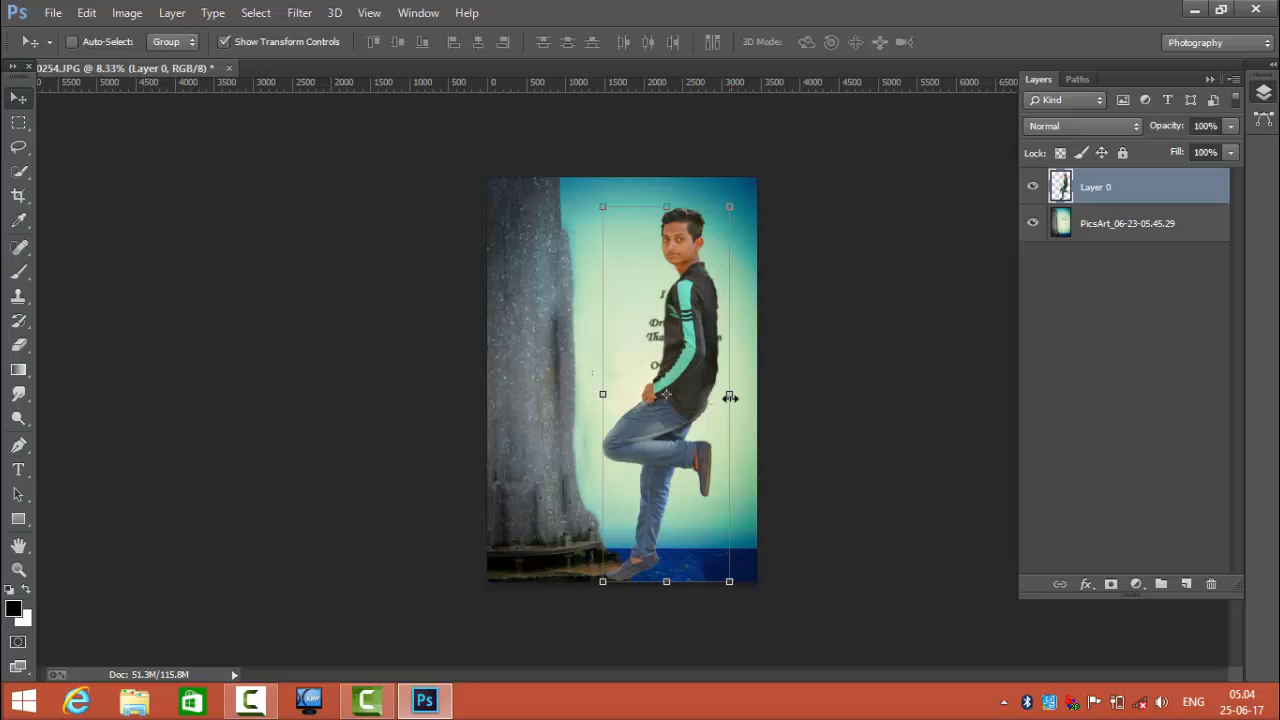 Ps File Edit Image Layer Type Select Filter 3D View Window Help
Auto-Select: Group Show Transform Controls 3D Mode: Photography
0254.JPG @ 8.33% (Layer 0, RGB/8) * ×
5500 5000 4500 4000 3500 3000 2500 2000 1500 1000 500 0 500 1000 1500 2000 2500 3000 3500 4000 4500 5000 5500 6000 6500
Layers Paths
Kind
Normal Opacity: 100%
Lock: Fill: 100%
Layer 0
PicsArt_06-23-05.45.29
I
fx
Doc: 51.3M/115.8M
KMP Ps ENG 05.04
25-06-17